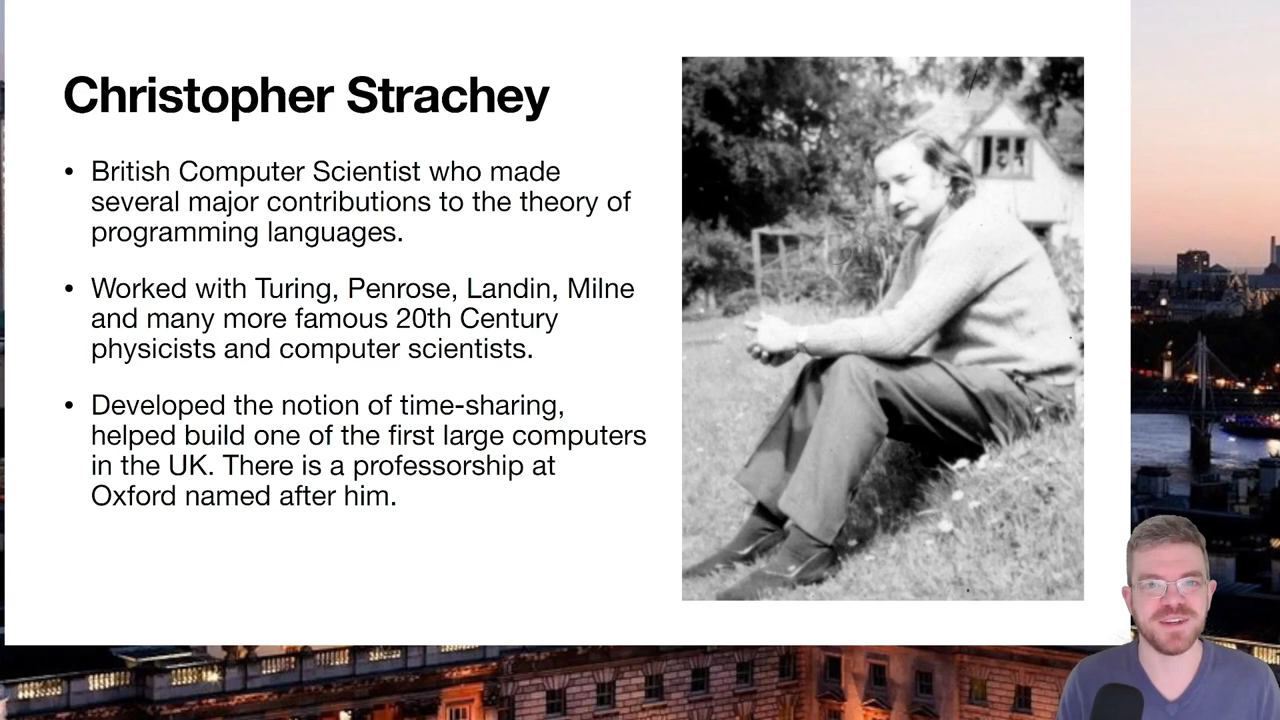 Christopher Strachey
• British Computer Scientist who made
several major contributions to the theory of
programming languages.
• Worked with Turing, Penrose, Landin, Milne
and many more famous 20th Century
physicists and computer scientists.
• Developed the notion of time-sharing,
helped build one of the first large computers
in the UK. There is a professorship at
Oxford named after him.